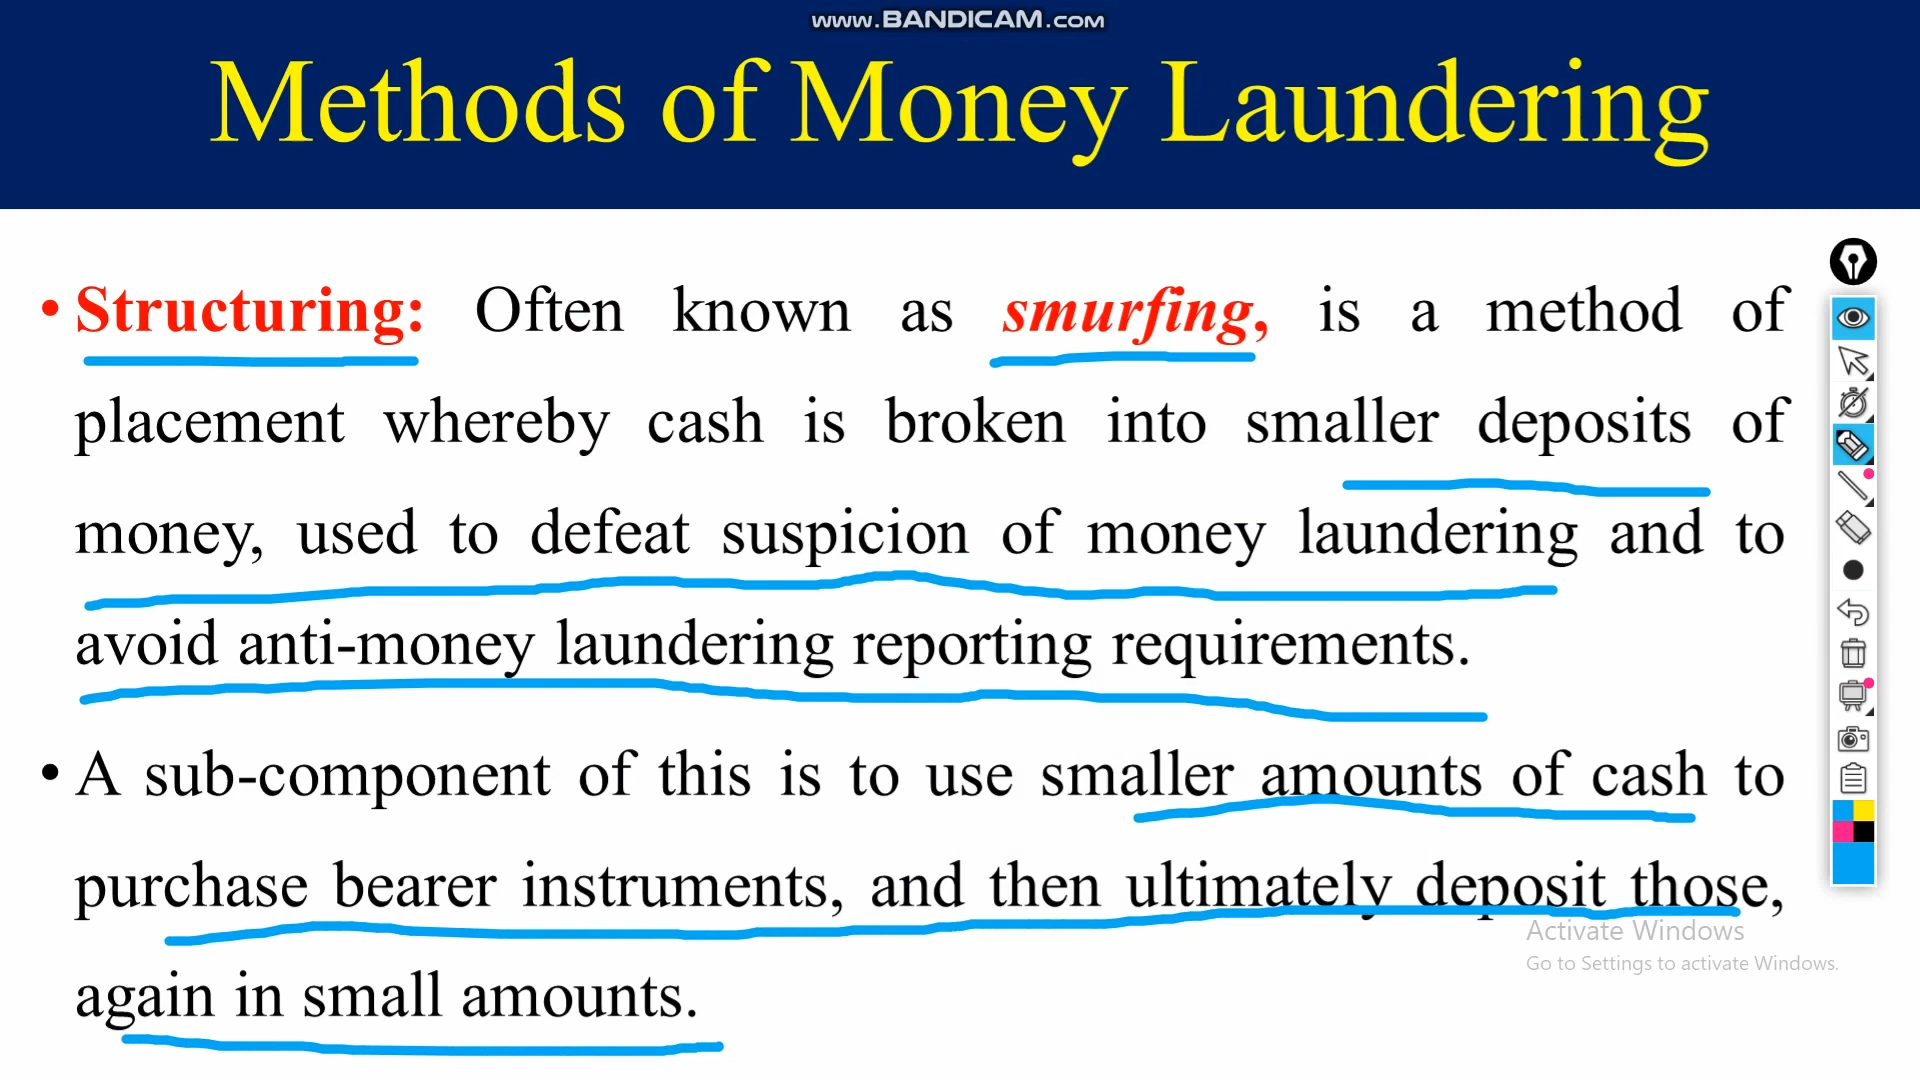 www.BANDICAM.com
Methods of Money Laundering
• Structuring: Often known as smurfing, is a method of
placement whereby cash is broken into smaller deposits of
money, used to defeat suspicion of money laundering and to
avoid anti-money laundering reporting requirements.
• A sub-component of this is to use smaller amounts of cash to
purchase bearer instruments, and then ultimately deposit those,
again in small amounts.
Activate Windows
Go to Settings to activate Windows.